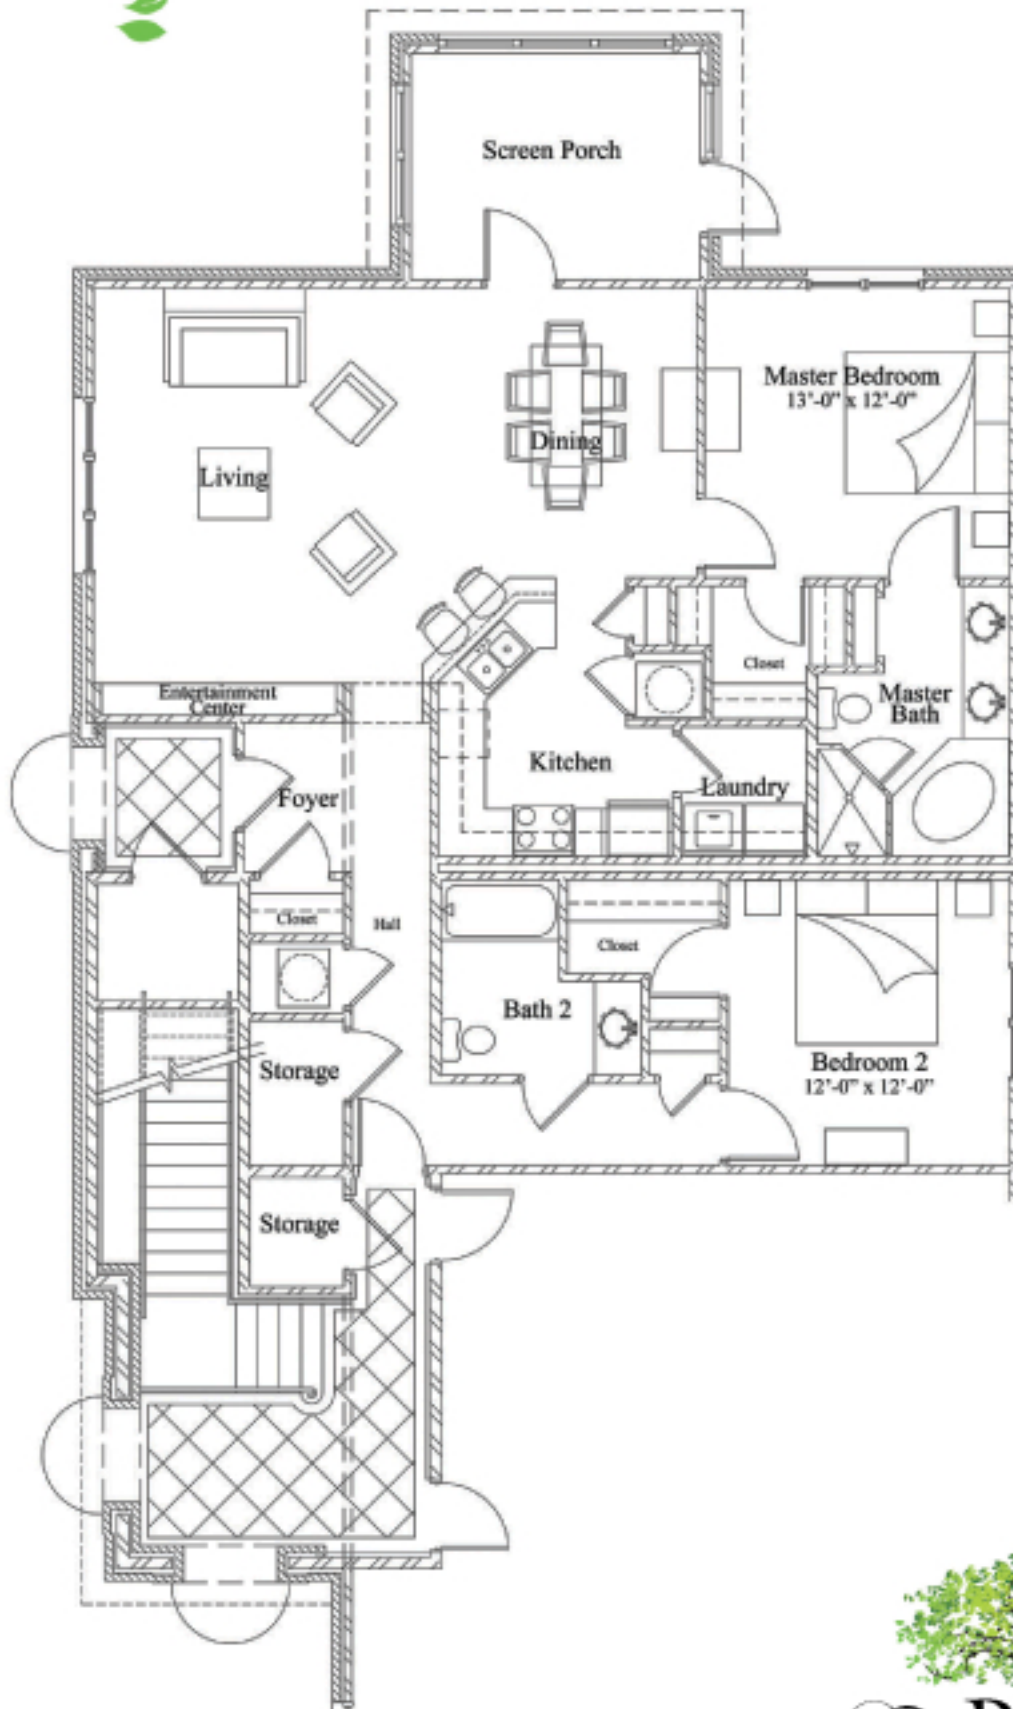 Screen Porch
Master Bedroom
13'-0" x 12'-0"
Dining
Living
Closet
Entertainment
Center
Master
Bath
Kitchen
Laundry
Foyer
Closet
Hall
Closet
Bath 2
Storage
Bedroom 2
12'-0" x 12'-0"
Storage